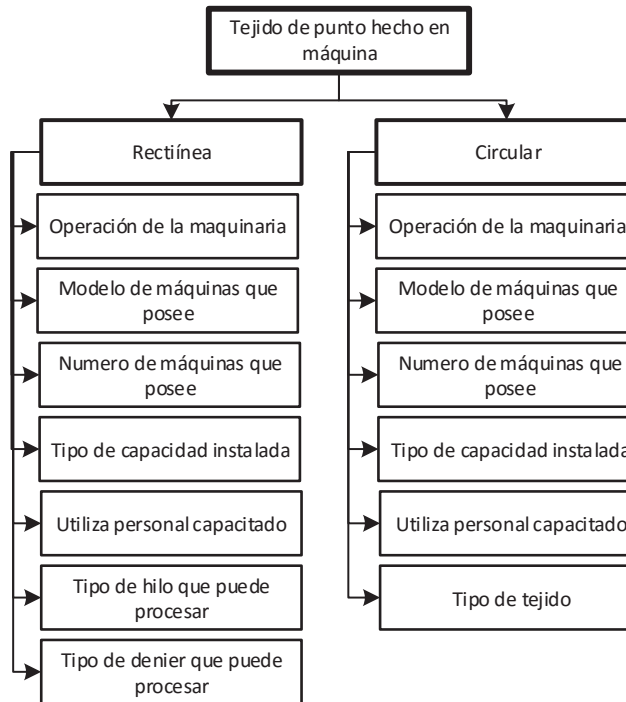 Tejido de punto hecho en
máquina
Rectiínea
Operación de la maquinaria
Modelo de máquinas que
posee
Numero de máquinas que
posee
Tipo de capacidad instalada
Utiliza personal capacitado
Tipo de hilo que puede
procesar
Tipo de denier que puede
procesar
Circular
Operación de la maquinaria
Modelo de máquinas que
posee
Numero de máquinas que
posee
Tipo de capacidad instalada
Utiliza personal capacitado
Tipo de tejido